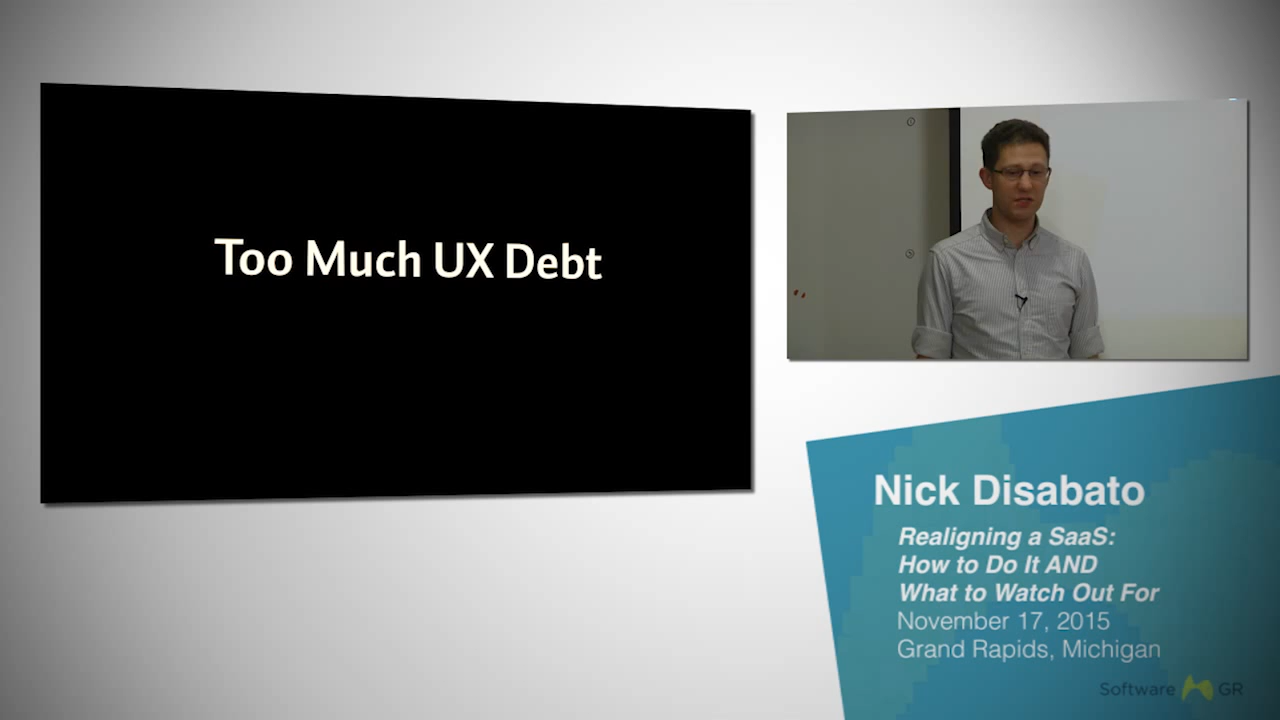 Too Much UX Debt
Nick Disabato
Realigning a SaaS:
How to Do It AND
What to Watch Out For
November 17, 2015
Grand Rapids, Michigan
Software GR